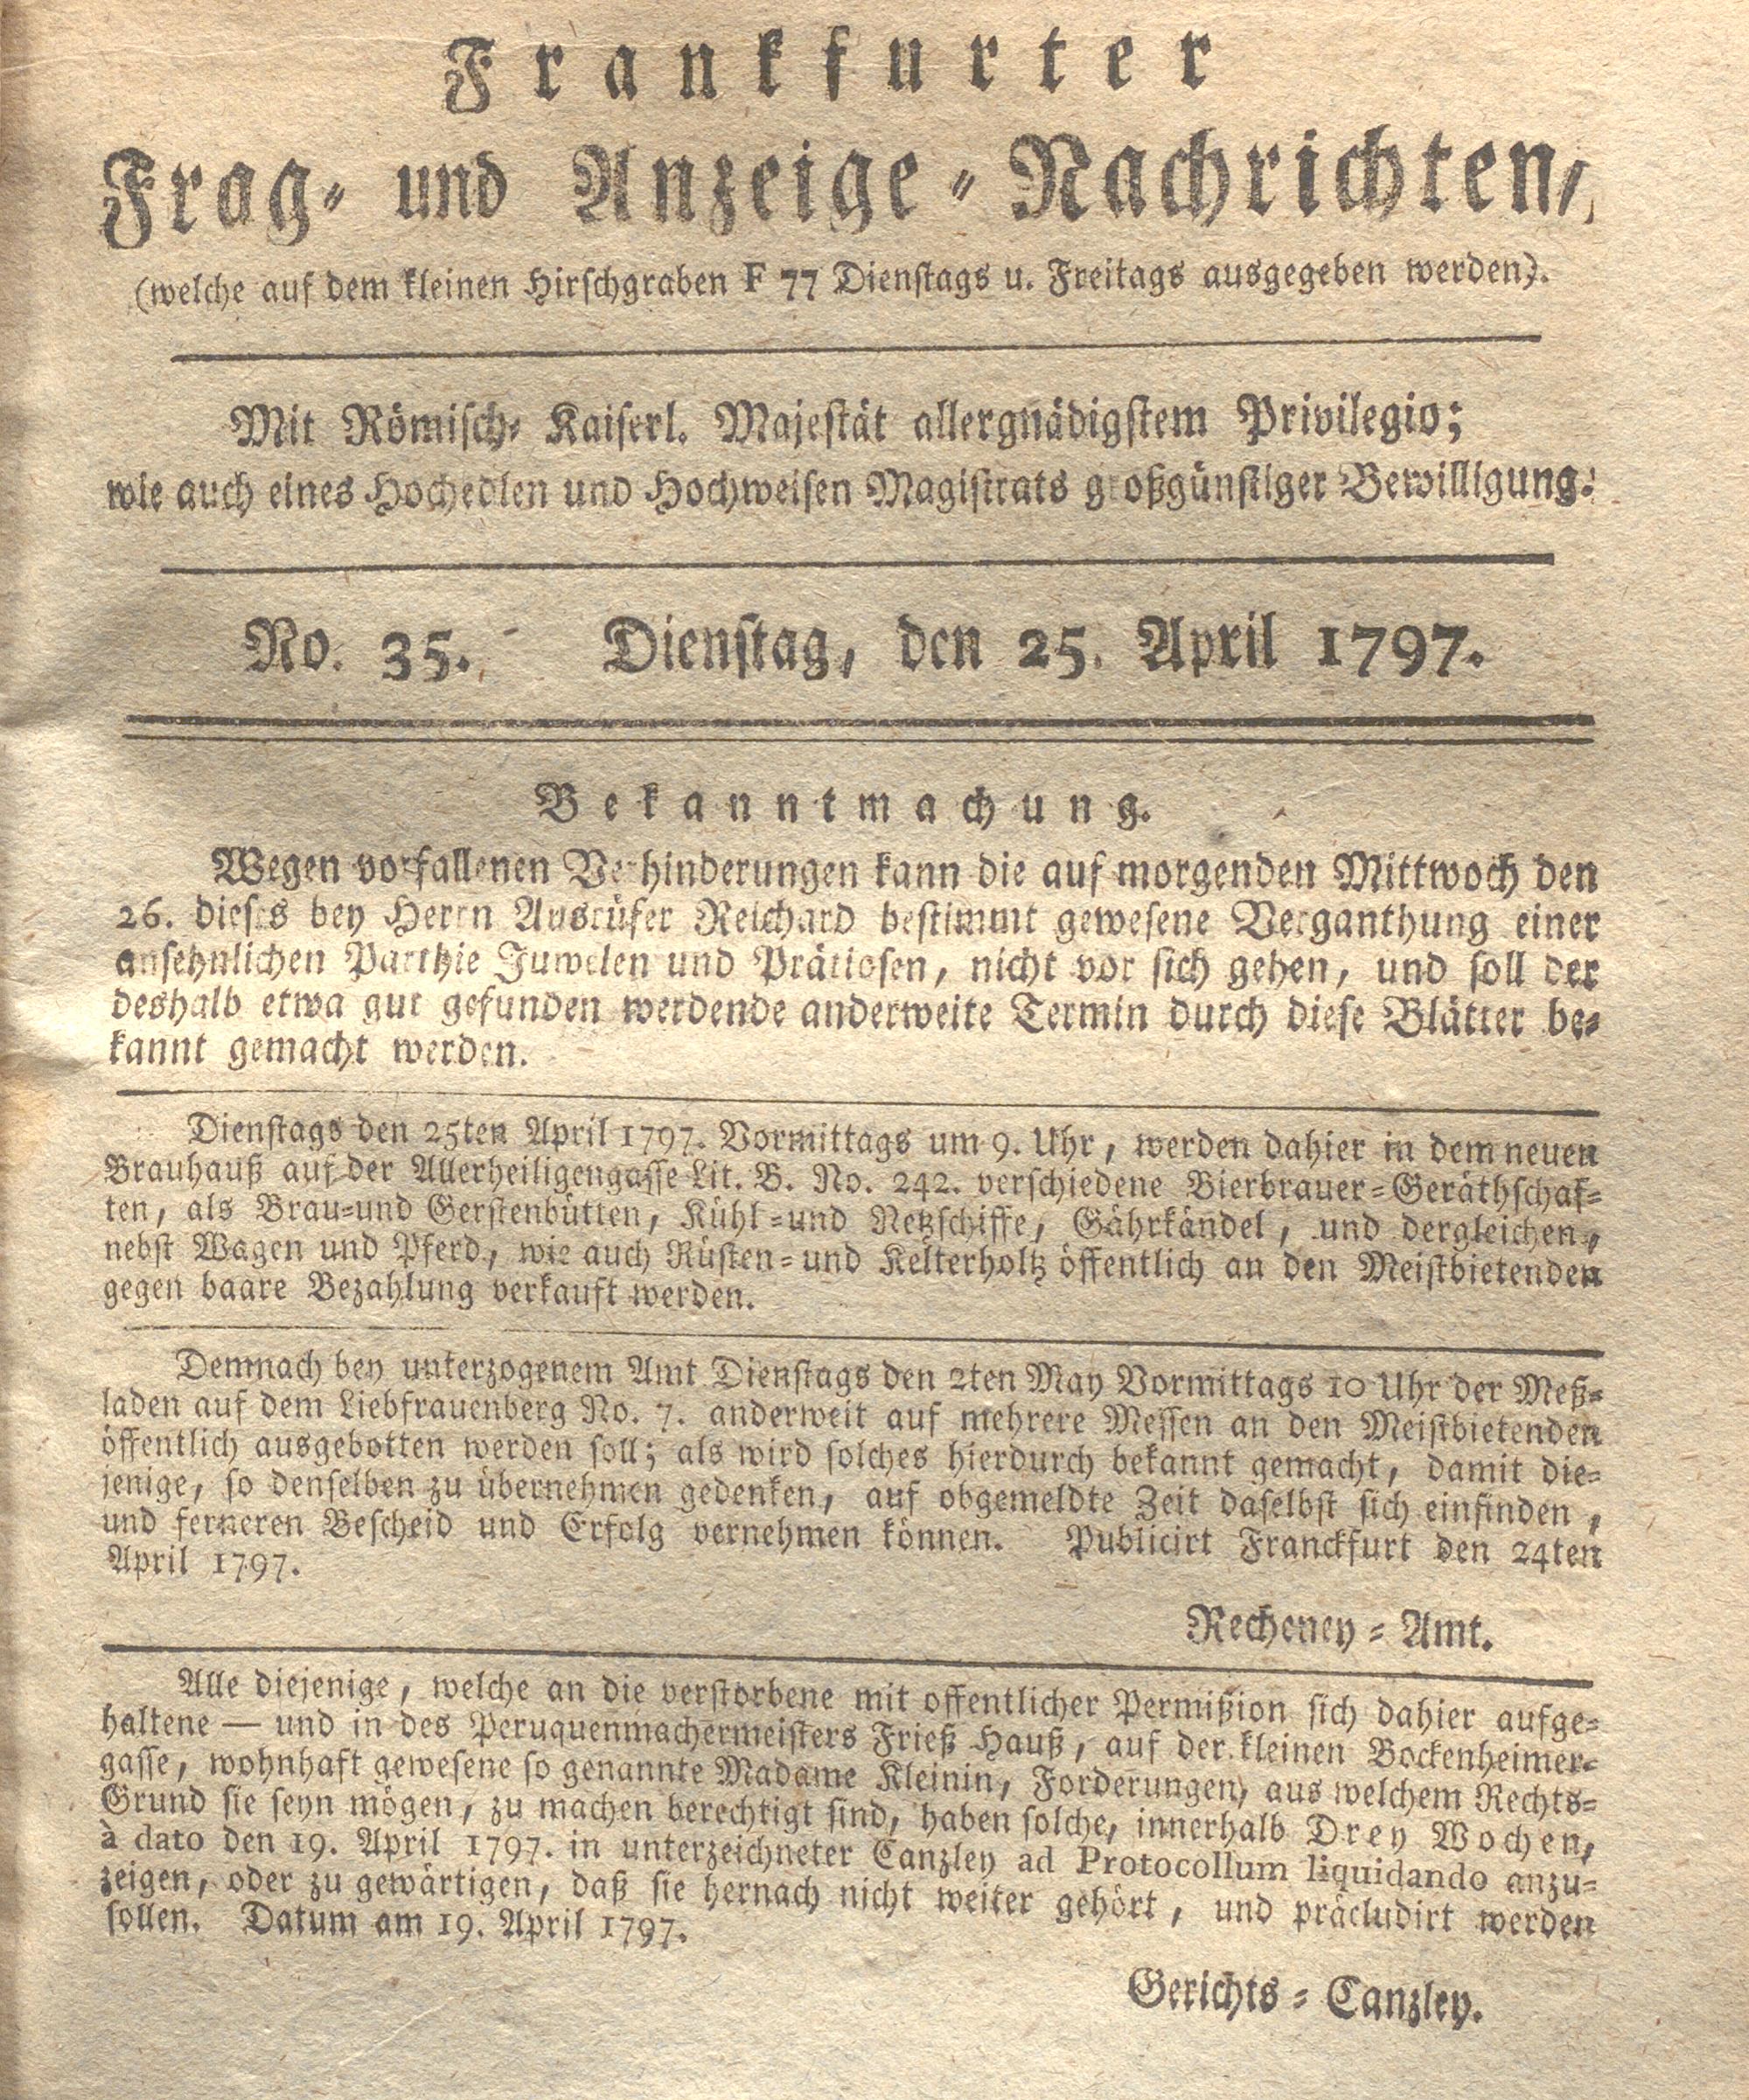 Frankfurter
Frag- und Anzeige-Nachrichten,
(welche auf dem kleinen Hirschgraben F 77 Dienstags u. Freitags ausgegeben werden).
Mit Römisch- Kaiserl. Majestät allergnädigstem Privilegio;
wie auch eines Hochedlen und Hochweisen Magistrats großgünstiger Bewilligung.
No. 35. Dienstag, den 25. April 1797.
Bekanntmachung.
Wegen vorfallenen Verhinderungen kann die auf morgenden Mittwoch den
26. dieses bey Herrn Ausrüfer Reichard bestimmt gewesene Verganthung einer
ansehnlichen Parthie Juwelen und Prätiosen, nicht vor sich gehen, und soll der
deshalb etwa gut gefunden werdende anderweite Termin durch diese Blätter be-
kannt gemacht werden.
Dienstags den 25ten April 1797. Vormittags um 9. Uhr, werden dahier in dem neuen
Brauhauß auf der Allerheiligengasse Lit. B. No. 242. verschiedene Bierbrauer-Geräthschaf-
ten, als Brau-und Gerstenbütten, Kühl-und Netzschiffe, Gährkändel, und dergleichen,
nebst Wagen und Pferd, wie auch Rüsten-und Kelterholtz öffentlich an den Meistbietenden
gegen baare Bezahlung verkauft werden.
Demnach bey unterzogenem Amt Dienstags den 2ten May Vormittags 10 Uhr der Meß-
laden auf dem Liebfrauenberg No. 7. anderweit auf mehrere Messen an den Meistbietenden
öffentlich ausgebotten werden soll; als wird solches hierdurch bekannt gemacht, damit die-
jenige, so denselben zu übernehmen gedenken, auf obgemeldte Zeit daselbst sich einfinden,
und ferneren Bescheid und Erfolg vernehmen können. Publicirt Franckfurt den 24ten
April 1797.
Recheney-Amt.
Alle diejenige, welche an die verstorbene mit offentlicher Permißion sich dahier aufge-
haltene — und in des Peruquenmachermeisters Frieß Hauß, auf der kleinen Bockenheimer-
gasse, wohnhaft gewesene so genannte Madame Kleinin, Forderungen, aus welchem Rechts-
Grund sie seyn mögen, zu machen berechtigt sind, haben solche, innerhalb Drey Wochen,
à dato den 19. April 1797. in unterzeichneter Canzley ad Protocollum liquidando anzu-
zeigen, oder zu gewärtigen, daß sie hernach nicht weiter gehört, und präcludirt werden
sollen. Datum am 19. April 1797.
Gerichts-Canzley.